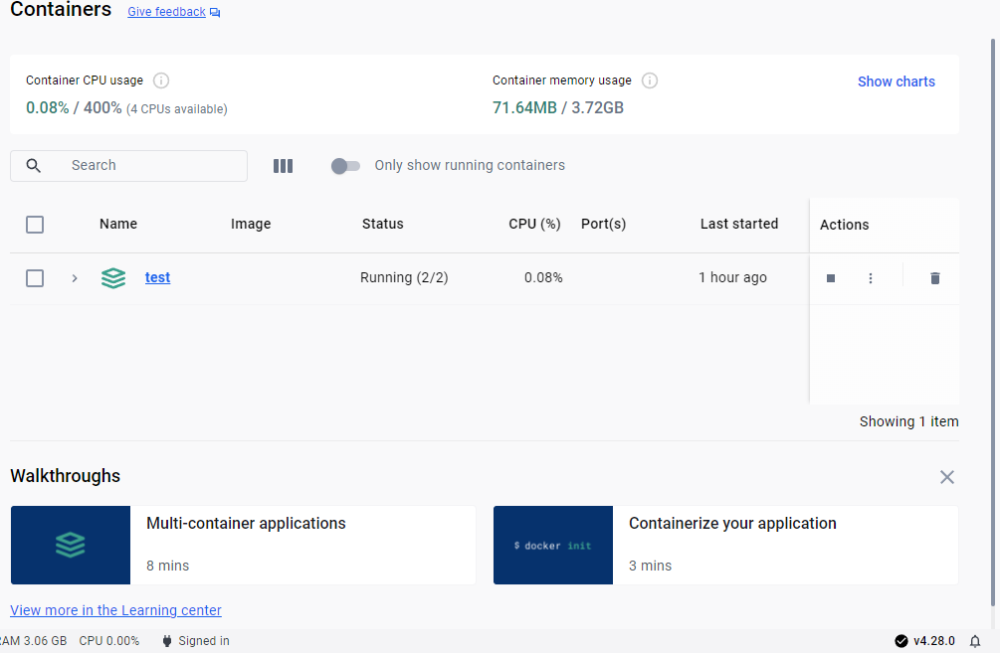 Containers Give feedback
Container CPU usage
0.08% / 400% (4 CPUs available)
Container memory usage
71.64MB / 3.72GB
Show charts
Search
Only show running containers
Name Image Status CPU (%) Port(s) Last started Actions
test Running (2/2) 0.08% 1 hour ago
Showing 1 item
Walkthroughs
Multi-container applications
8 mins
$ docker init
Containerize your application
3 mins
View more in the Learning center
RAM 3.06 GB CPU 0.00% Signed in v4.28.0